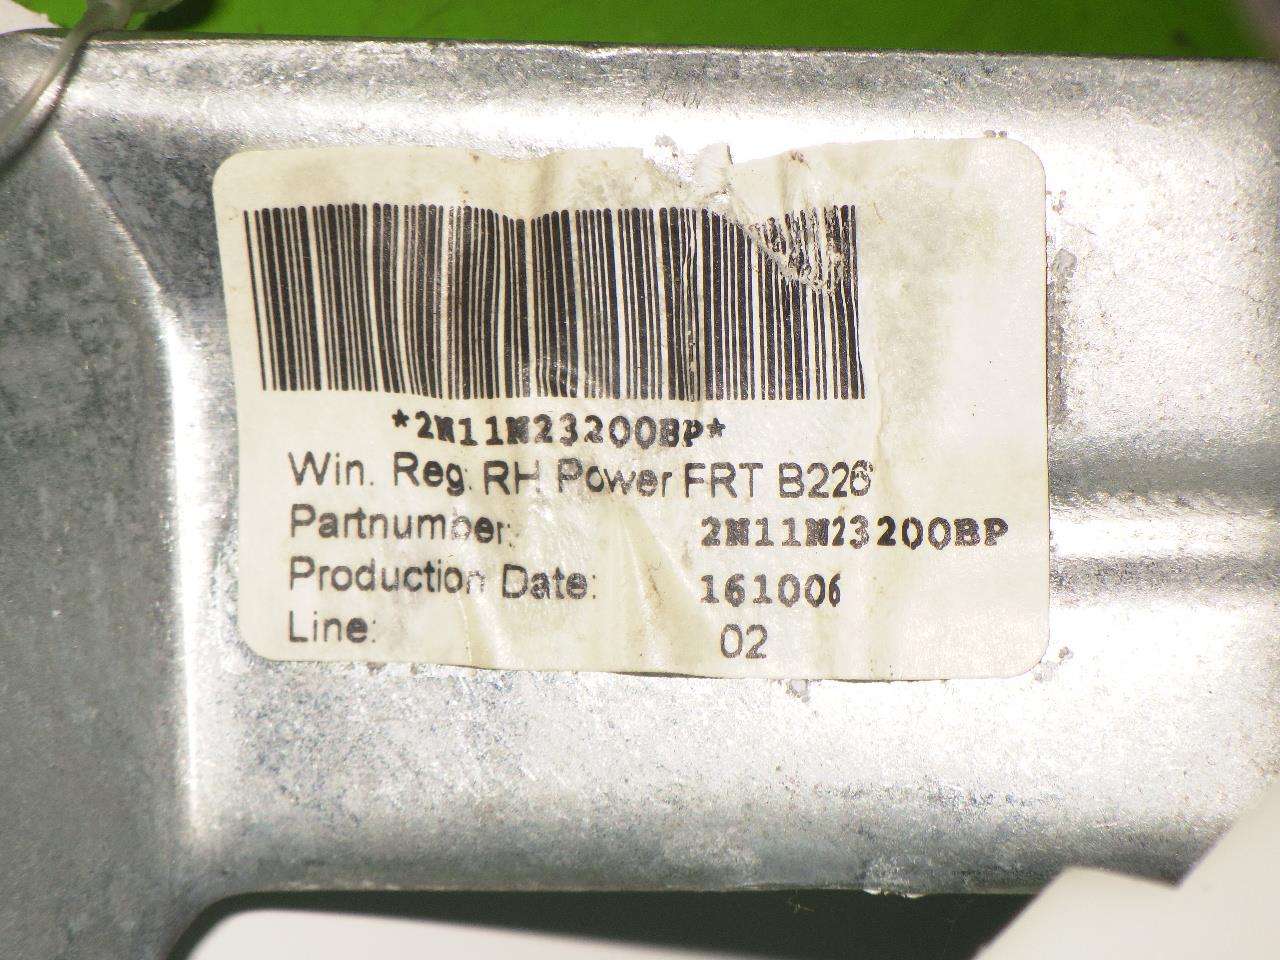 *2N11N23200BP*
Win. Reg. RH Power FRT B226
Partnumber: 2N11N23200BP
Production Date: 161006
Line: 02